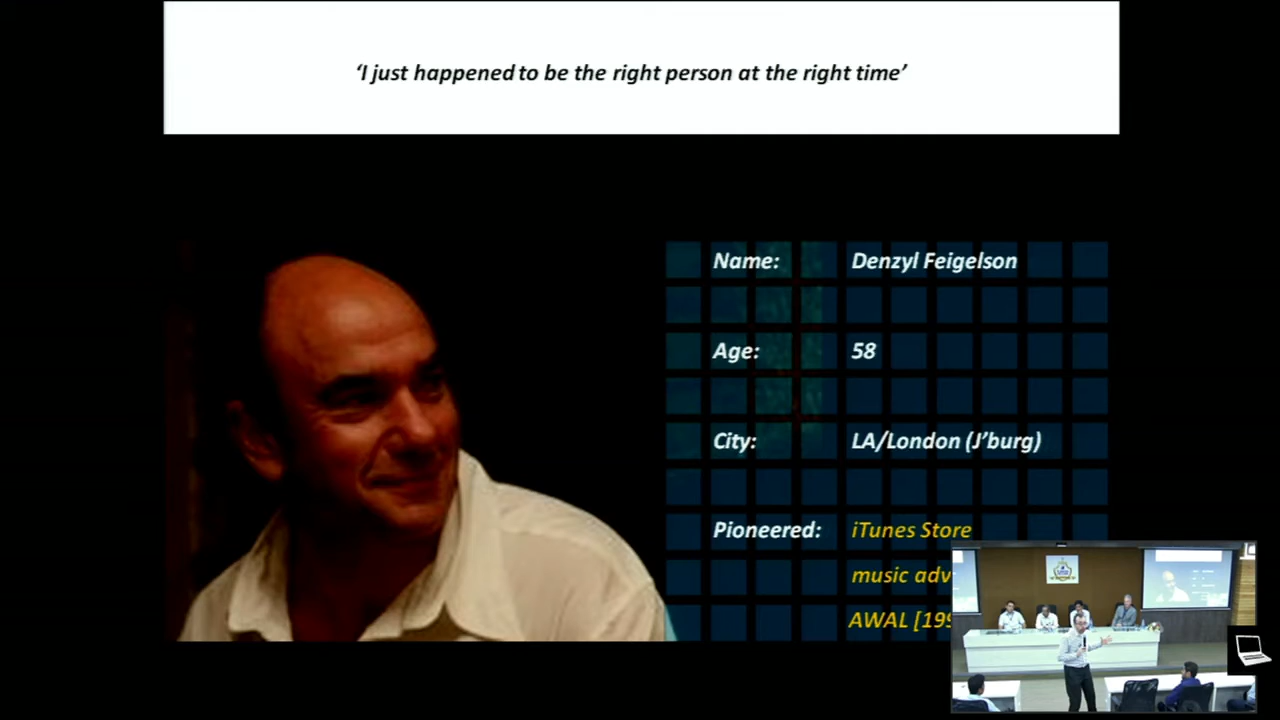 ‘I just happened to be the right person at the right time’
Name: Denzyl Feigelson
Age: 58
City: LA/London (J’burg)
Pioneered: iTunes Store
music adv
AWAL [199